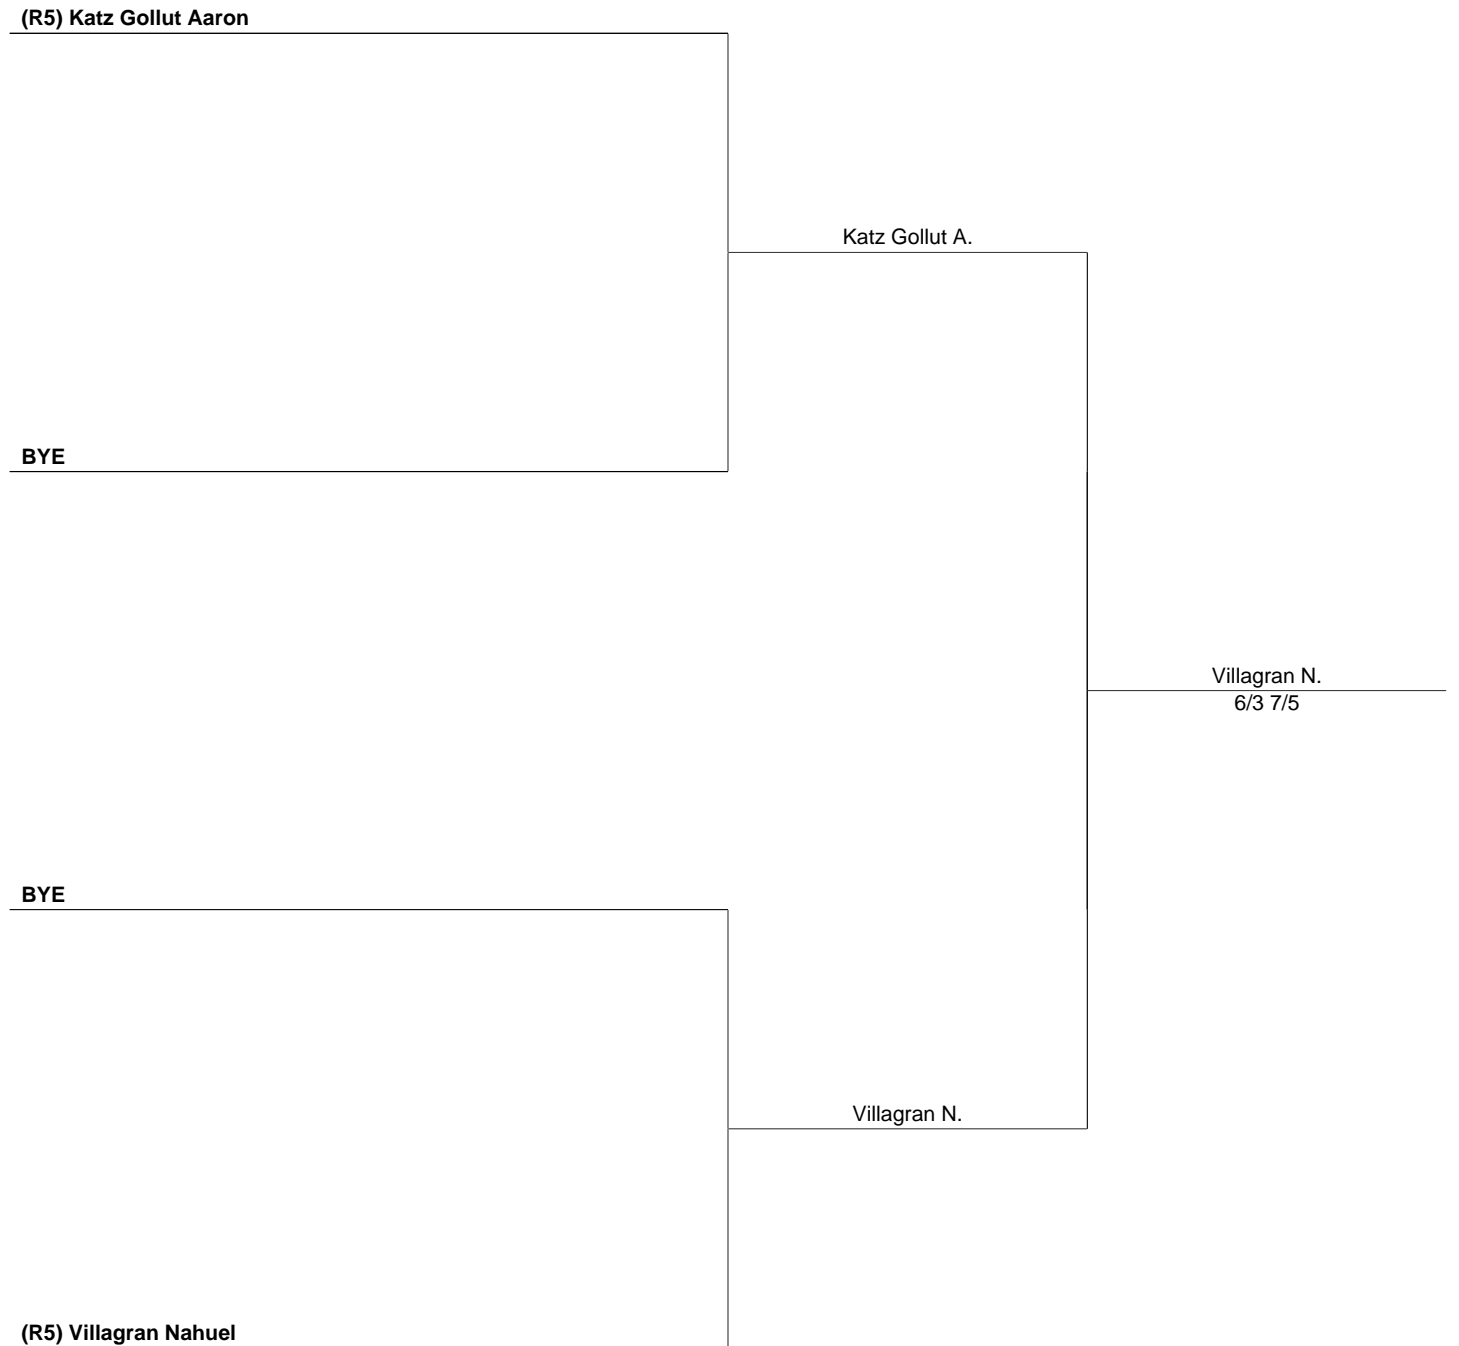 (R5) Katz Gollut Aaron
Katz Gollut A.
BYE
Villagran N.
6/3 7/5
BYE
Villagran N.
(R5) Villagran Nahuel